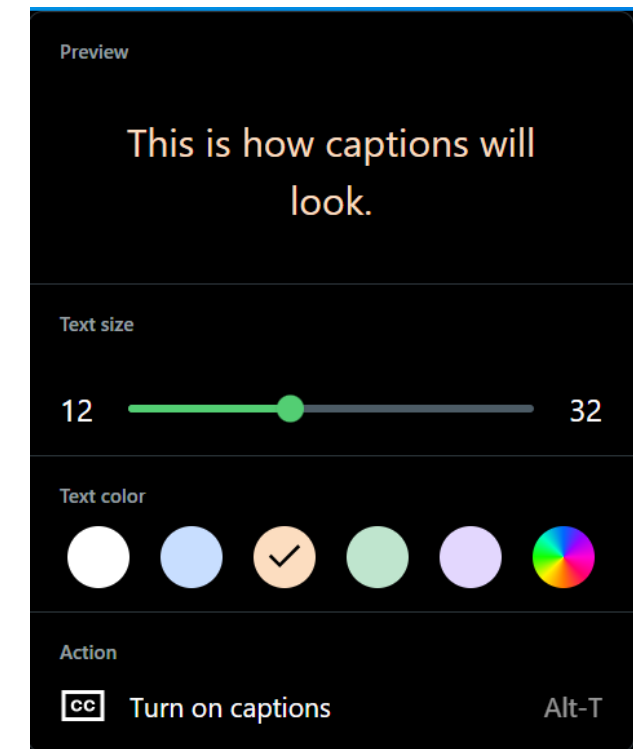 Preview
This is how captions will
look.
Text size
12 32
Text color
Action
CC Turn on captions Alt-T